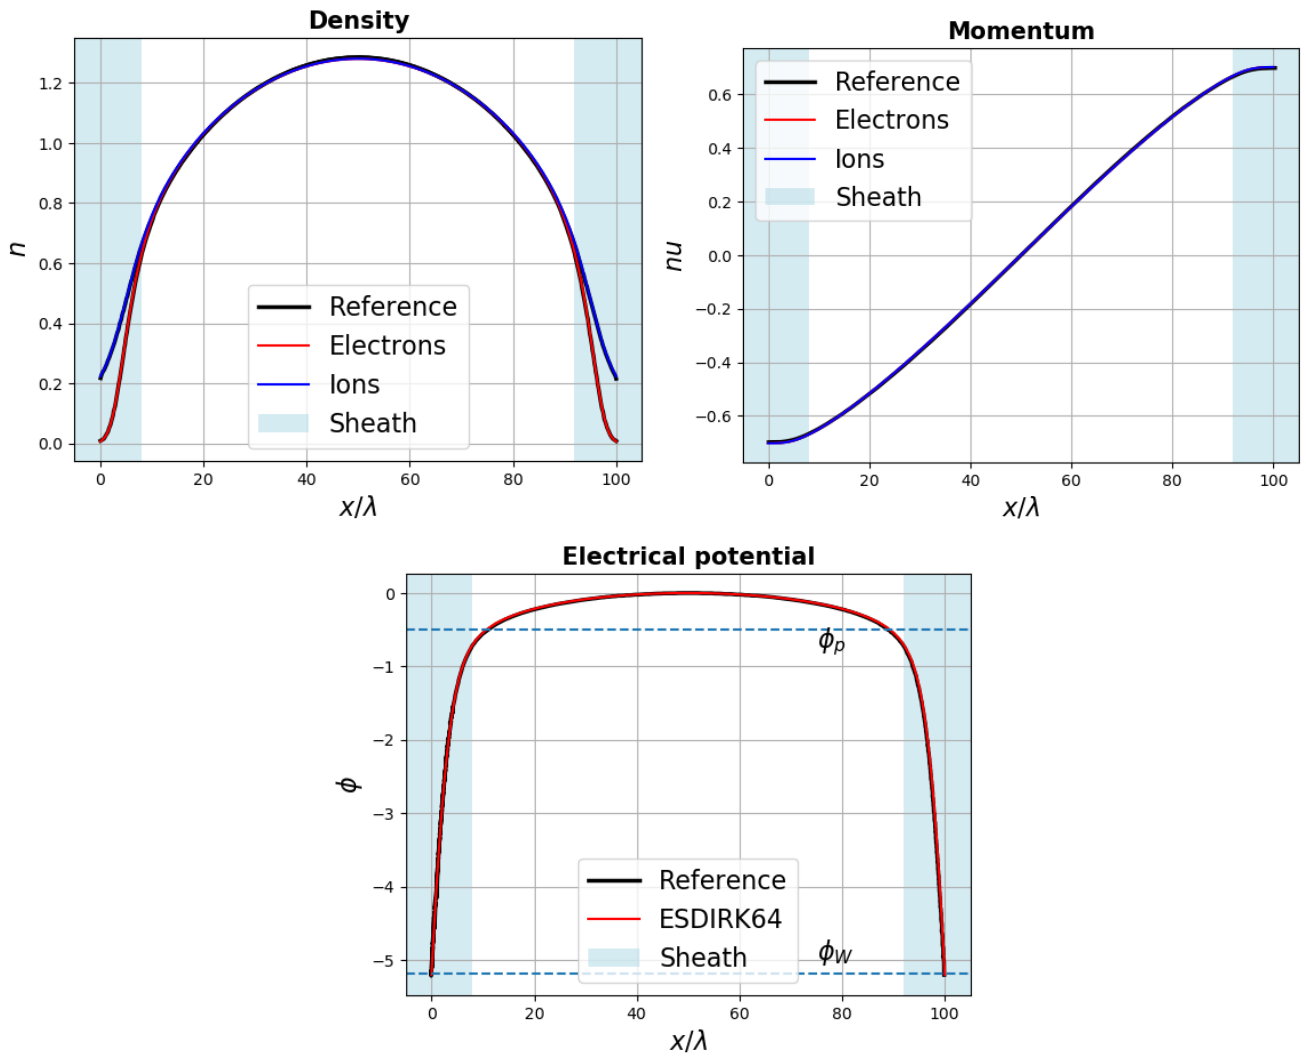 Density
n
1.2
1.0
0.8
0.6
0.4
0.2
0.0
Reference
Electrons
Ions
Sheath
0 20 40 60 80 100
x/λ
Momentum
nu
0.6
0.4
0.2
0.0
−0.2
−0.4
−0.6
Reference
Electrons
Ions
Sheath
0 20 40 60 80 100
x/λ
Electrical potential
ϕ
0
−1
−2
−3
−4
−5
ϕp
Reference
ESDIRK64
Sheath
ϕW
0 20 40 60 80 100
x/λ